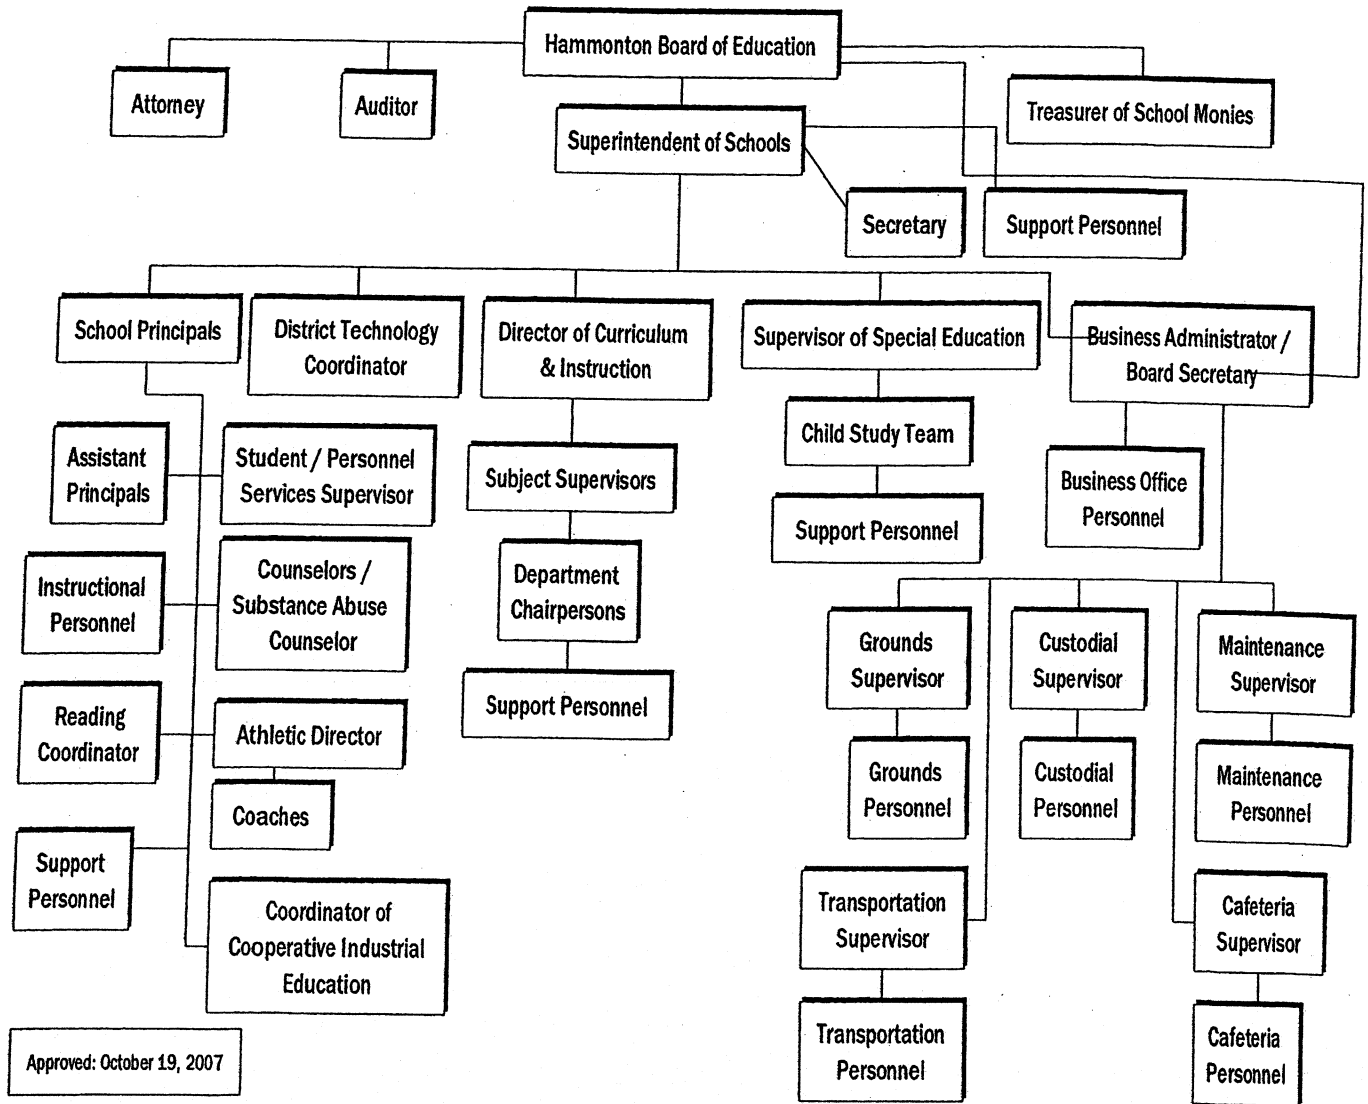 Hammonton Board of Education
Attorney
Auditor
Treasurer of School Monies
Superintendent of Schools
Secretary
Support Personnel
School Principals
District Technology
Coordinator
Director of Curriculum
& Instruction
Supervisor of Special Education
Business Administrator /
Board Secretary
Assistant
Principals
Student / Personnel
Services Supervisor
Subject Supervisors
Child Study Team
Business Office
Personnel
Support Personnel
Instructional
Personnel
Counselors /
Substance Abuse
Counselor
Department
Chairpersons
Grounds
Supervisor
Custodial
Supervisor
Maintenance
Supervisor
Reading
Coordinator
Athletic Director
Support Personnel
Coaches
Grounds
Personnel
Custodial
Personnel
Maintenance
Personnel
Support
Personnel
Coordinator of
Cooperative Industrial
Education
Transportation
Supervisor
Cafeteria
Supervisor
Transportation
Personnel
Cafeteria
Personnel
Approved: October 19, 2007